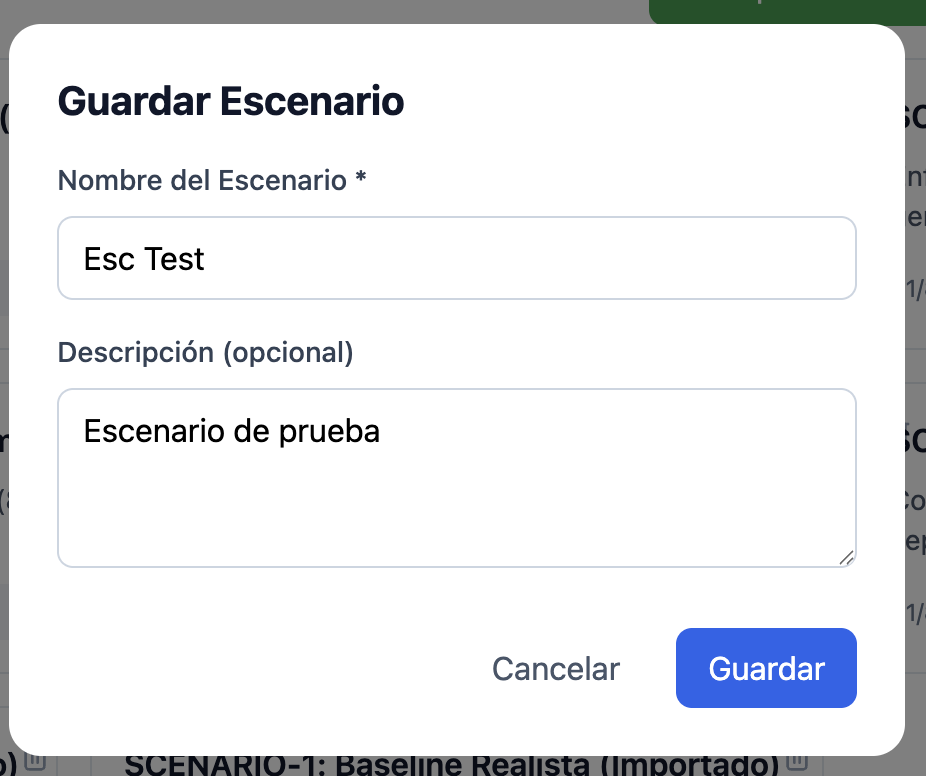 Guardar Escenario
Nombre del Escenario *
Esc Test
Descripción (opcional)
Escenario de prueba
Cancelar
Guardar
SCENARIO-1: Baseline Realista (Importado)